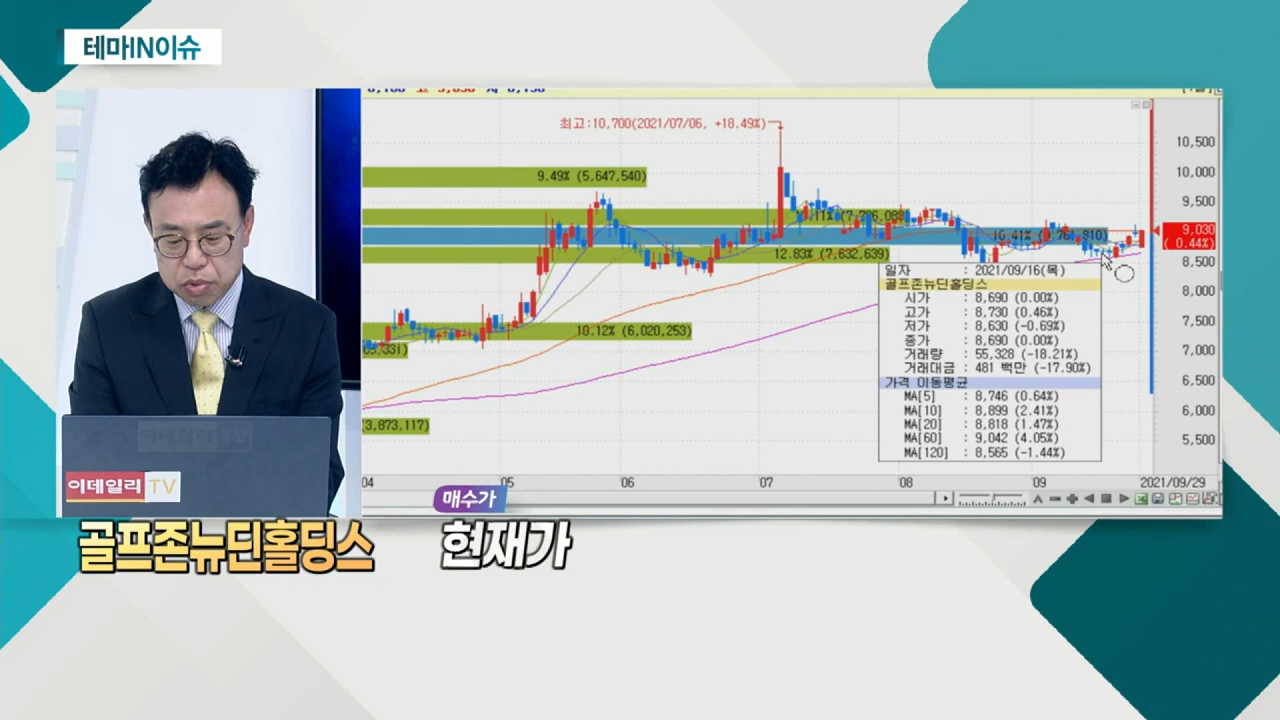 테마IN이슈
최고:10,700(2021/07/06, +18.49%)
10,500
9.49% (5,647,540)
10,000
9,500
9,030
( 0.44%)
12.83% (7,632,639)
8,500
일자 : 2021/09/16(목)
골프존뉴딘홀딩스
시가 : 8,690 (0.00%)
고가 : 8,730 (0.46%)
저가 : 8,630 (-0.69%)
종가 : 8,690 (0.00%)
거래량 : 55,328 (-18.21%)
거래대금 : 481 백만 (-17.90%)
가격 이동평균
MA[5] : 8,746 (0.64%)
MA[10] : 8,899 (2.41%)
MA[20] : 8,818 (1.47%)
MA[60] : 9,042 (4.05%)
MA[120] : 8,565 (-1.44%)
8,000
7,500
10.12% (6,020,253)
7,000
6,500
6,000
(3,873,117)
5,500
04 05 06 07 08 09 2021/09/29
이데일리 TV
이데일리 TV
매수가
골프존뉴딘홀딩스 현재가